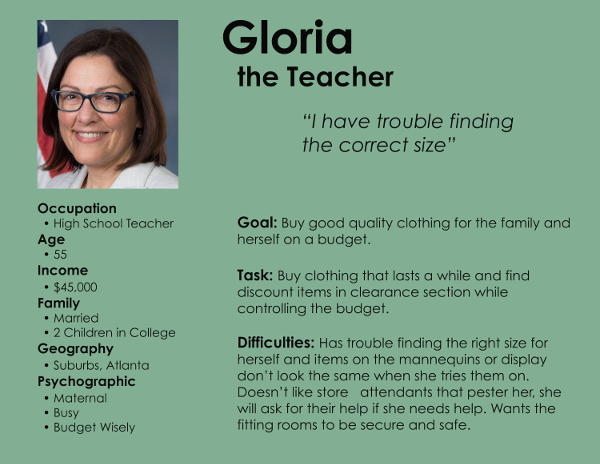 Gloria
the Teacher
“I have trouble finding
the correct size”
Occupation
• High School Teacher
Age
• 55
Income
• $45,000
Family
• Married
• 2 Children in College
Geography
• Suburbs, Atlanta
Psychographic
• Maternal
• Busy
• Budget Wisely
Goal: Buy good quality clothing for the family and
herself on a budget.
Task: Buy clothing that lasts a while and find
discount items in clearance section while
controlling the budget.
Difficulties: Has trouble finding the right size for
herself and items on the mannequins or display
don’t look the same when she tries them on.
Doesn’t like store   attendants that pester her, she
will ask for their help if she needs help. Wants the
fitting rooms to be secure and safe.